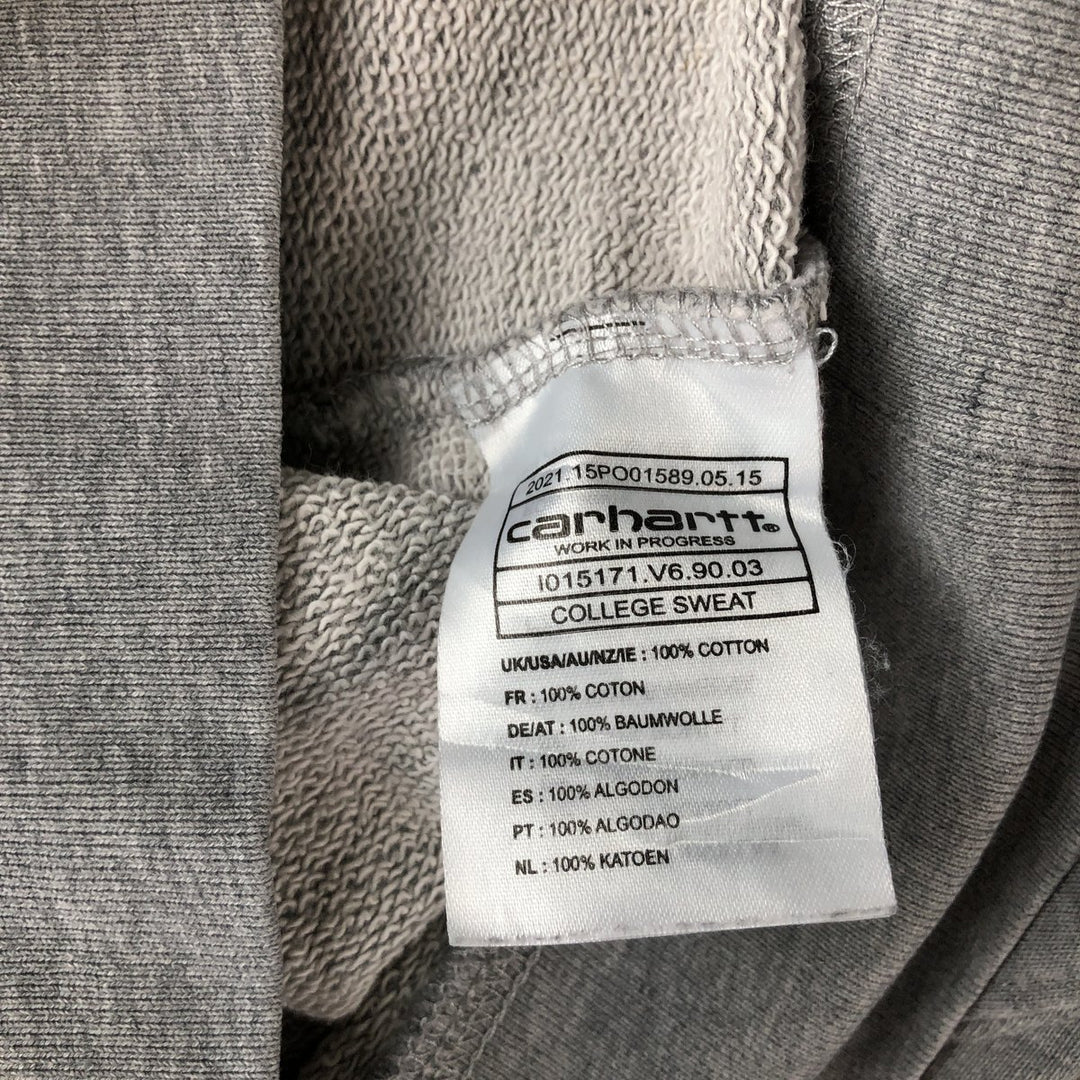 2021.15PO01589.05.15
carhartt®
WORK IN PROGRESS
I015171.V6.90.03
COLLEGE SWEAT
UK/USA/AU/NZ/IE : 100% COTTON
FR : 100% COTON
DE/AT : 100% BAUMWOLLE
IT : 100% COTONE
ES : 100% ALGODON
PT : 100% ALGODAO
NL : 100% KATOEN